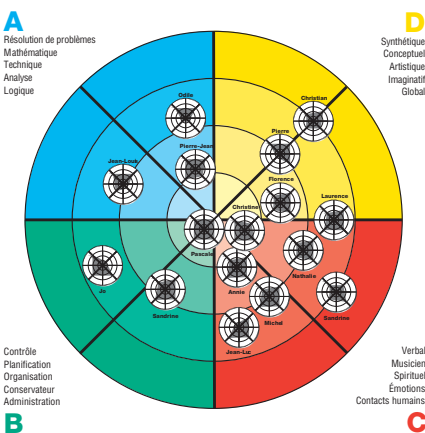 A
Résolution de problèmes
Mathématique
Technique
Analyse
Logique
D
Synthétique
Conceptuel
Artistique
Imaginatif
Global
Odile
Christian
Pierre
Pierre-Jean
Jean-Louis
Florence
Laurence
Christine
Pascale
Nathalie
Je
Sandrine
Annie
Michel
Sandrine
Jean-Luc
Contrôle
Planification
Organisation
Conservateur
Administration
B
Verbal
Musicien
Spirituel
Émotions
Contacts humains
C